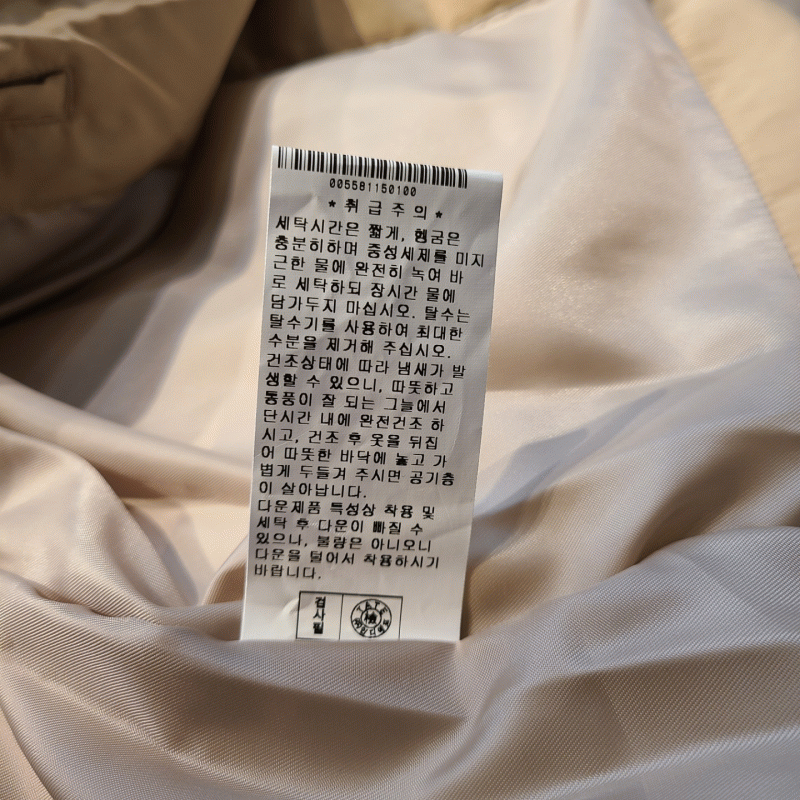 005581150100
★취급주의★
세탁시간은 짧게, 헹굼은
충분히하며 중성세제를 미지
근한 물에 완전히 녹여 바
로 세탁하되 장시간 물에
담가두지 마십시오. 탈수는
탈수기를 사용하여 최대한
수분을 제거해 주십시오.
건조상태에 따라 냄새가 발
생할 수 있으니, 따뜻하고
통풍이 잘 되는 그늘에서
단시간 내에 완전건조 하
시고, 건조 후 옷을 뒤집
어 따뜻한 바닥에 놓고 가
볍게 두들겨 주시면 공기층
이 살아납니다.
다운제품 특성상 착용 및
세탁 후 다운이 빠질 수
있으나, 불량은 아니오니
다운을 털어서 착용하시기
바랍니다.
검사필
TATE
檢